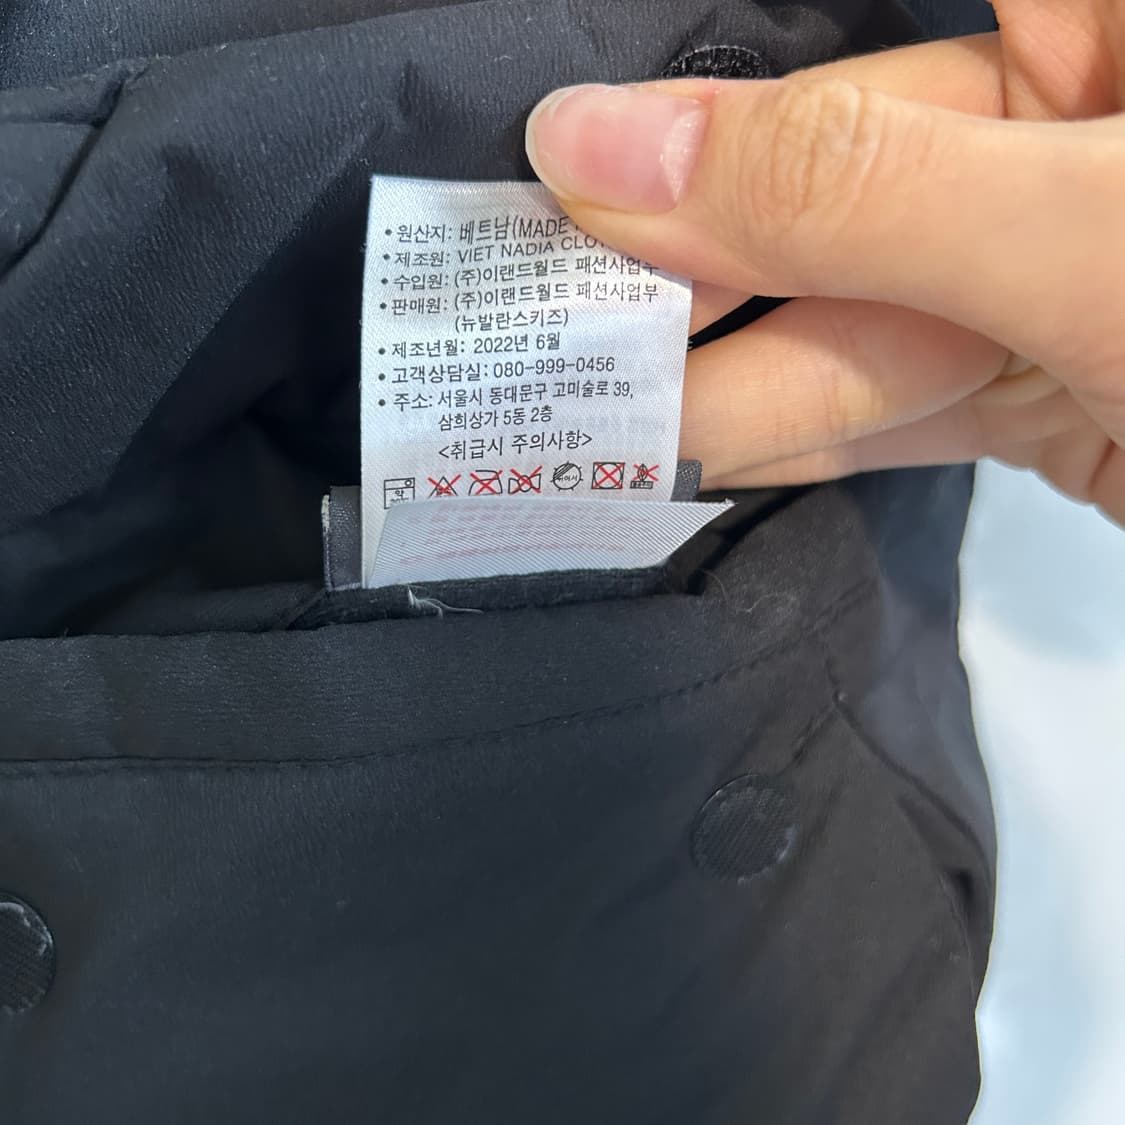 • 원산지: 베트남(MADE
• 제조원: VIET NADIA CLO
• 수입원: (주)이랜드월드 패션사업부
• 판매원: (주)이랜드월드 패션사업부
(뉴발란스키즈)
• 제조년월: 2022년 6월
• 고객상담실: 080-999-0456
• 주소: 서울시 동대문구 고미술로 39,
삼희상가 5동 2층
<취급시 주의사항>
약